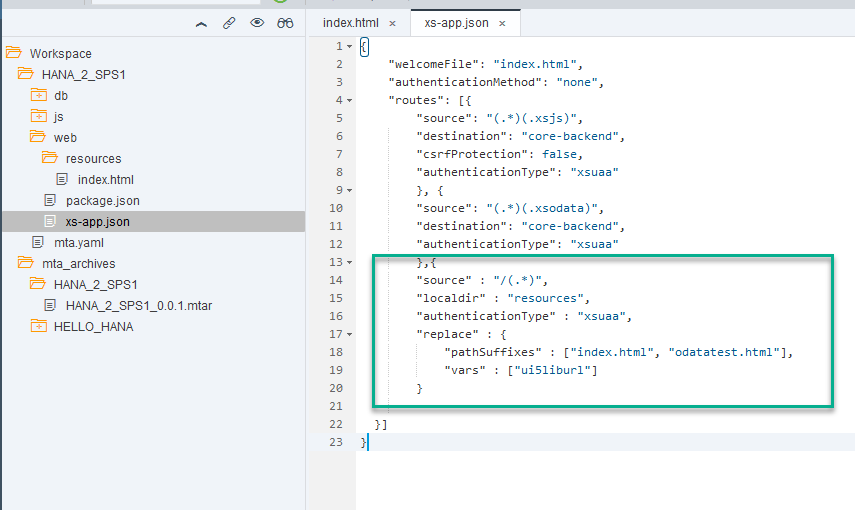 index.html ×
xs-app.json ×
Workspace
HANA_2_SPS1
db
js
web
resources
index.html
package.json
xs-app.json
mta.yaml
mta_archives
HANA_2_SPS1
HANA_2_SPS1_0.0.1.mtar
HELLO_HANA
1 {
2 "welcomeFile": "index.html",
3 "authenticationMethod": "none",
4 "routes": [{
5 "source": "(.*)(.xsjs)",
6 "destination": "core-backend",
7 "csrfProtection": false,
8 "authenticationType": "xsuaa"
9 }, {
10 "source": "(.*)(.xsodata)",
11 "destination": "core-backend",
12 "authenticationType": "xsuaa"
13 },{
14 "source" : "/(.*)",
15 "localdir" : "resources",
16 "authenticationType" : "xsuaa",
17 "replace" : {
18 "pathSuffixes" : ["index.html", "odatatest.html"],
19 "vars" : ["ui5liburl"]
20 }
21
22 }]
23 }